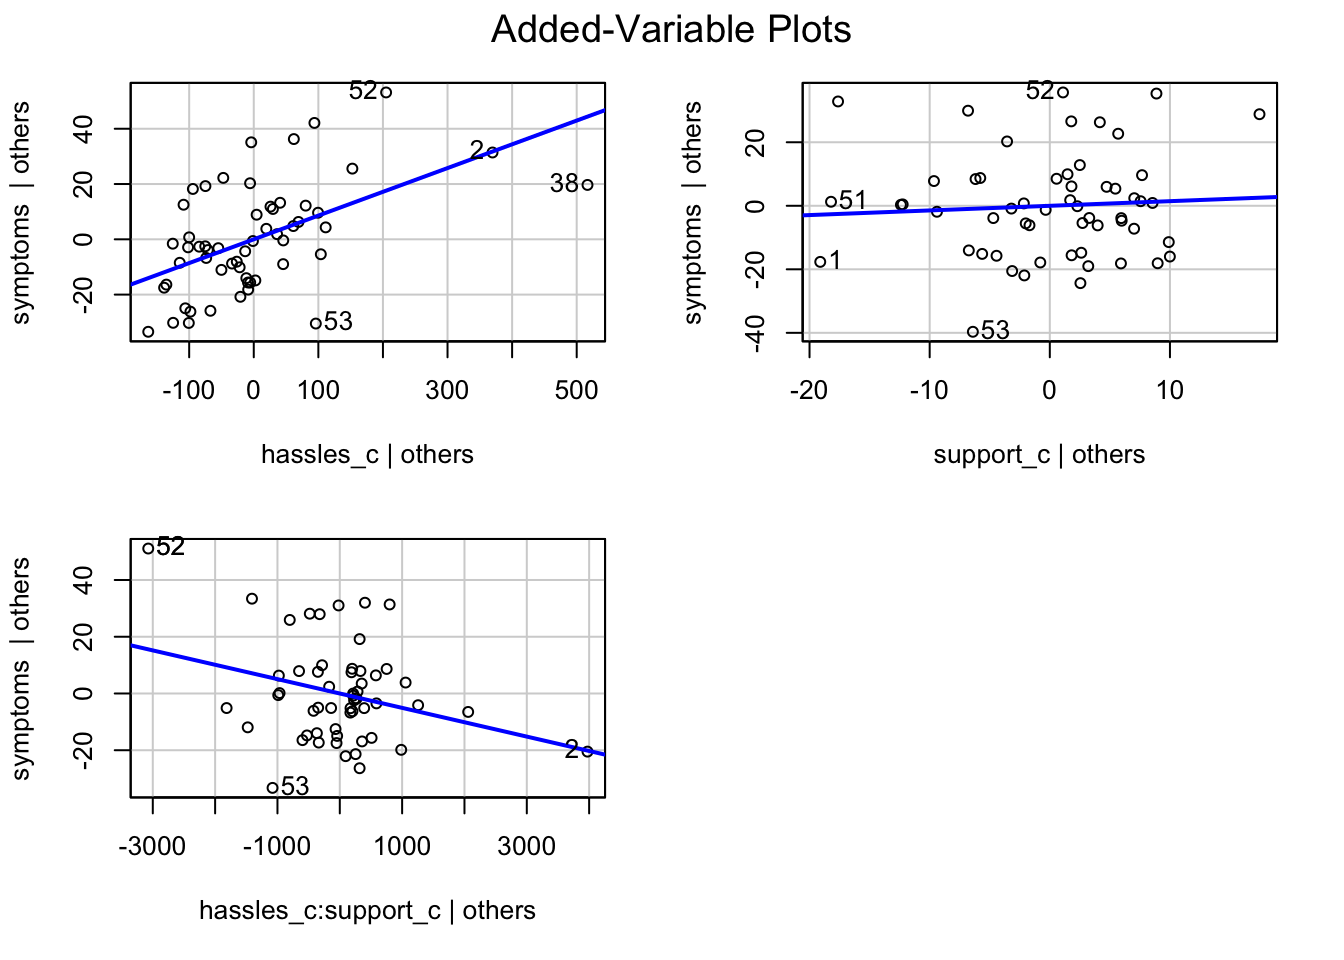 Added-Variable Plots
symptoms | others
40
20
0
-20
52
2
38
53
-100 0 100 300 500
hassles_c | others
symptoms | others
20
0
-20
-40
52
51
1
53
-20 -10 0 10
support_c | others
symptoms | others
40
20
0
-20
52
2
53
-3000 -1000 1000 3000
hassles_c:support_c | others